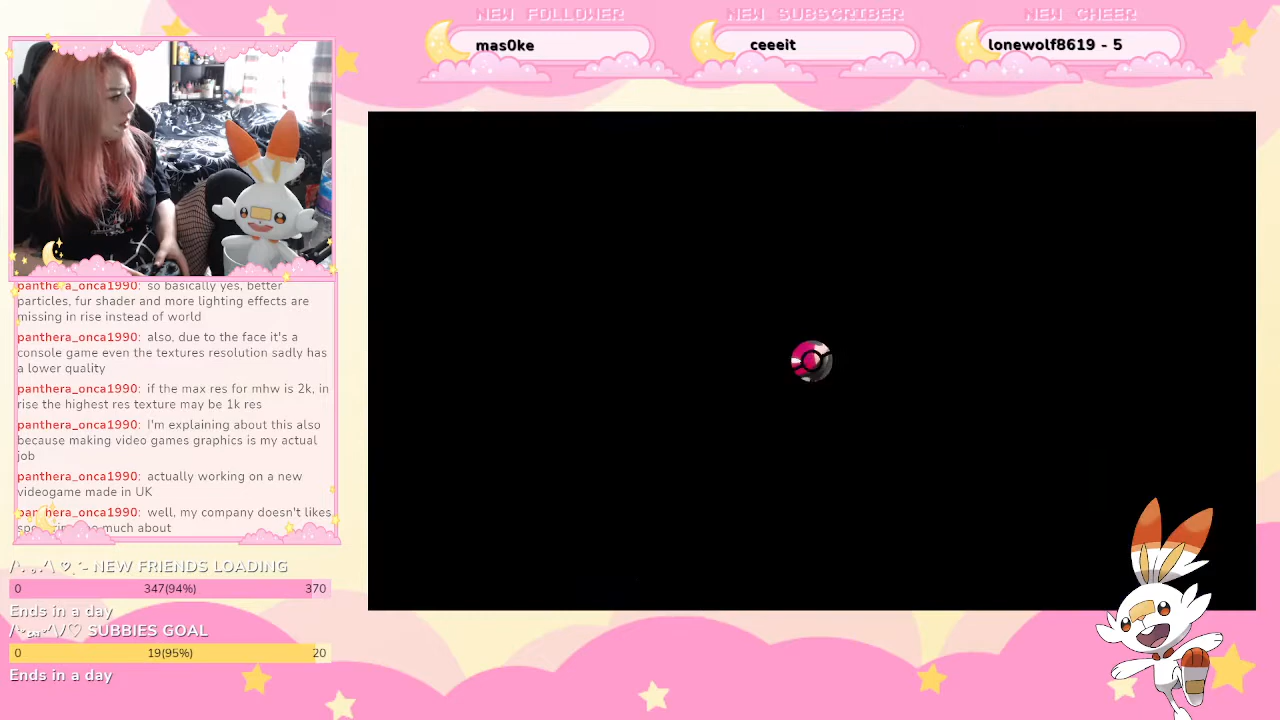 NEW FOLLOWER NEW SUBSCRIBER NEW CHEER
mas0ke ceeeit lonewolf8619 - 5
panthera_onca1990: so basically yes, better
particles, fur shader and more lighting effects are
missing in rise instead of world
panthera_onca1990: also, due to the face it's a
console game even the textures resolution sadly has
a lower quality
panthera_onca1990: if the max res for mhw is 2k, in
rise the highest res texture may be 1k res
panthera_onca1990: I'm explaining about this also
because making video games graphics is my actual
job
panthera_onca1990: actually working on a new
videogame made in UK
panthera_onca1990: well, my company doesn't likes
much about
NEW FRIENDS LOADING
0 347(94%) 370
Ends in a day
SUBBIES GOAL
0 19(95%) 20
Ends in a day